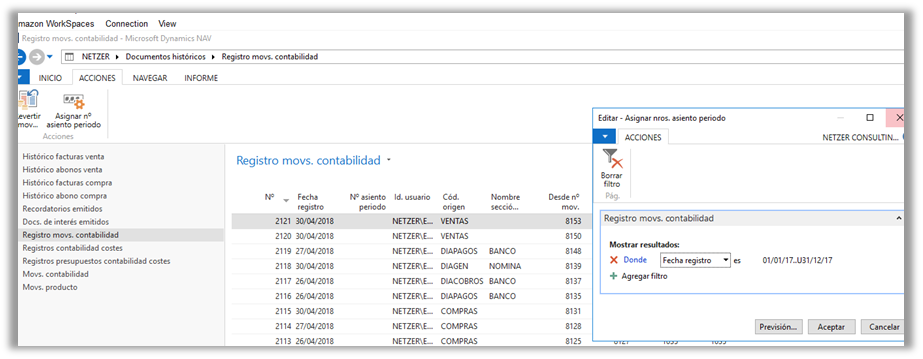 mazon WorkSpaces Connection View
Registro movs. contabilidad - Microsoft Dynamics NAV
NETZER Documentos históricos Registro movs. contabilidad
INICIO ACCIONES NAVEGAR INFORME
evertir mov... Asignar nº asiento periodo
Acciones
Histórico facturas venta
Histórico abonos venta
Histórico facturas compra
Histórico abono compra
Recordatorios emitidos
Docs. de interés emitidos
Registro movs. contabilidad
Registros contabilidad costes
Registros presupuestos contabilidad costes
Movs. contabilidad
Movs. producto
Registro movs. contabilidad
Nº Fecha registro Nº asiento periodo Id. usuario Cód. origen Nombre secció... Desde nº mov.
2121 30/04/2018 NETZER\E... VENTAS 8153
2120 30/04/2018 NETZER\E... VENTAS 8150
2119 27/04/2018 NETZER\E... DIAPAGOS BANCO 8148
2118 30/04/2018 NETZER\E... DIAGEN NOMINA 8139
2117 26/04/2018 NETZER\E... DIACOBROS BANCO 8137
2116 26/04/2018 NETZER\E... DIAPAGOS BANCO 8135
2115 30/04/2018 NETZER\E... COMPRAS 8131
2114 27/04/2018 NETZER\E... COMPRAS 8128
2113 26/04/2018 NETZER\E... COMPRAS 8125
Editar - Asignar nros. asiento periodo
ACCIONES NETZER CONSULTIN...
Borrar filtro
Pág.
Registro movs. contabilidad
Mostrar resultados:
Donde Fecha registro es 01/01/17..U31/12/17
Agregar filtro
Previsión... Aceptar Cancelar